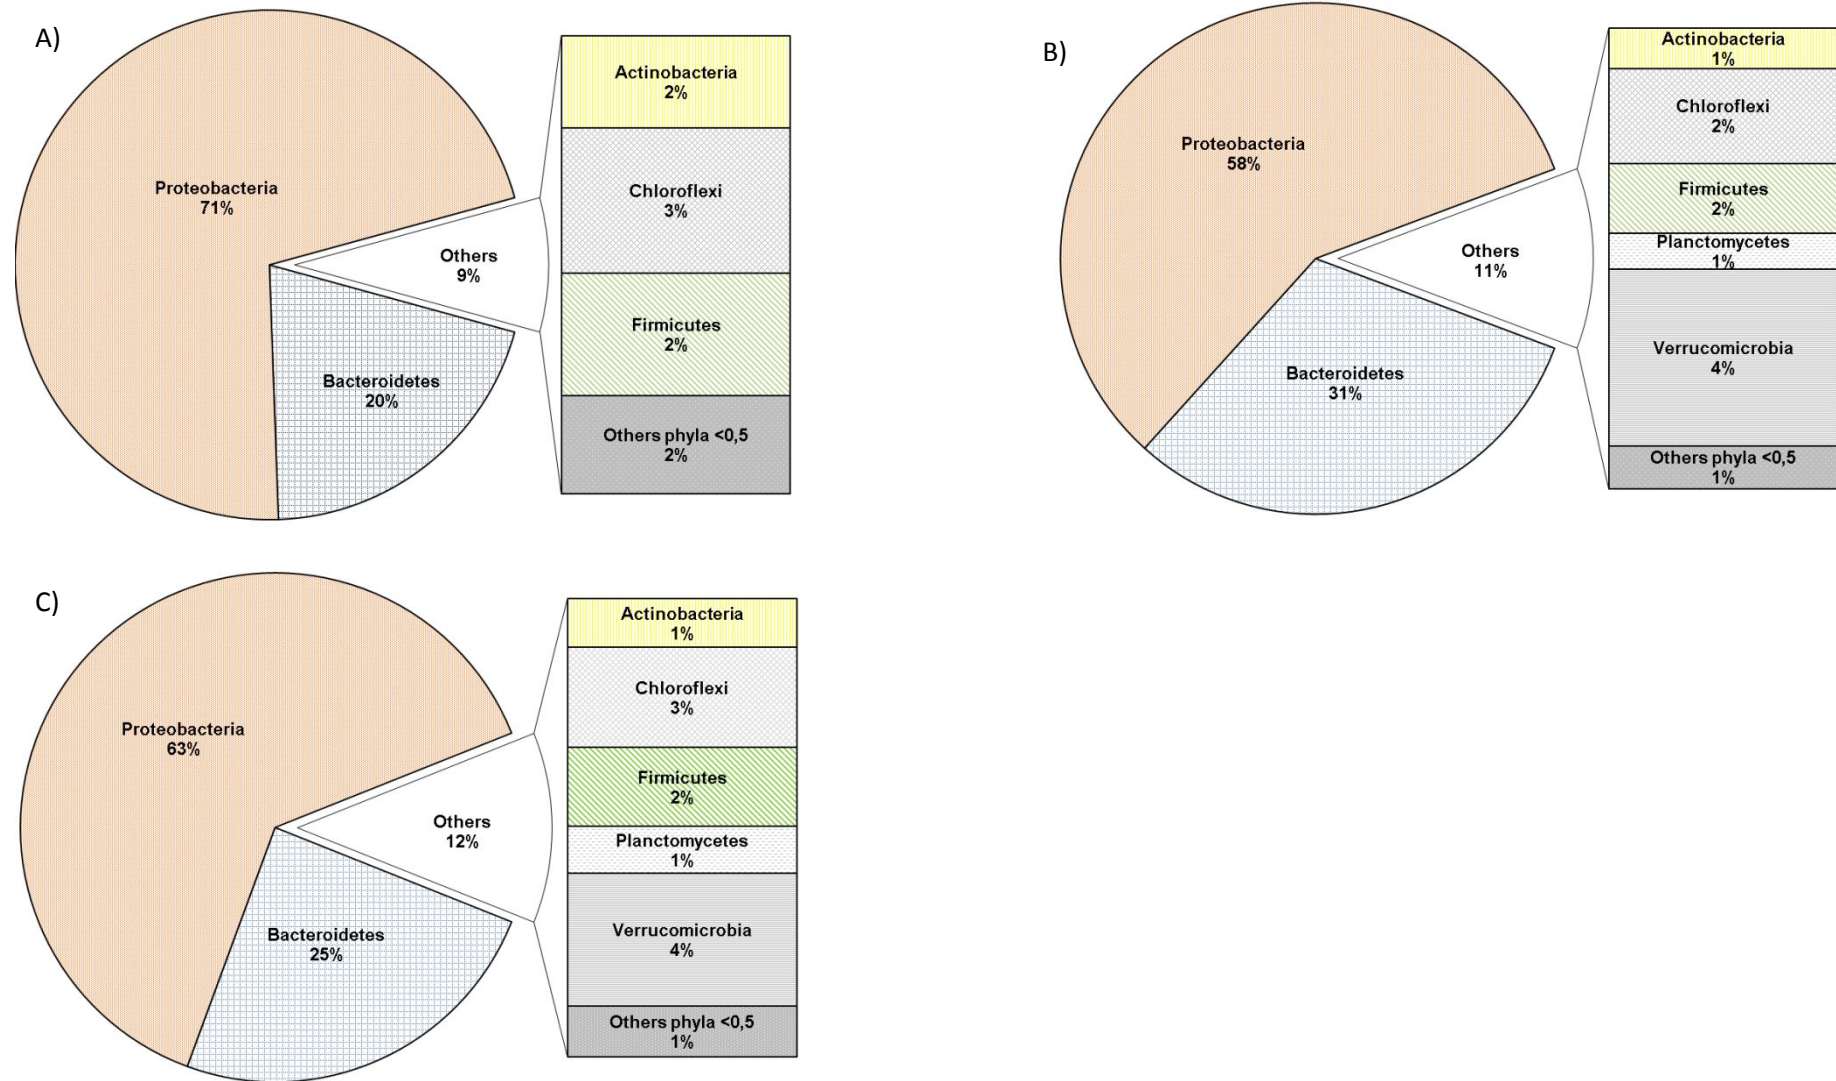 A)
Proteobacteria
71%
Others
9%
Bacteroidetes
20%
Actinobacteria
2%
Chloroflexi
3%
Firmicutes
2%
Others phyla <0,5
2%
B)
Proteobacteria
58%
Others
11%
Bacteroidetes
31%
Actinobacteria
1%
Chloroflexi
2%
Firmicutes
2%
Planctomycetes
1%
Verrucomicrobia
4%
Others phyla <0,5
1%
C)
Proteobacteria
63%
Others
12%
Bacteroidetes
25%
Actinobacteria
1%
Chloroflexi
3%
Firmicutes
2%
Planctomycetes
1%
Verrucomicrobia
4%
Others phyla <0,5
1%